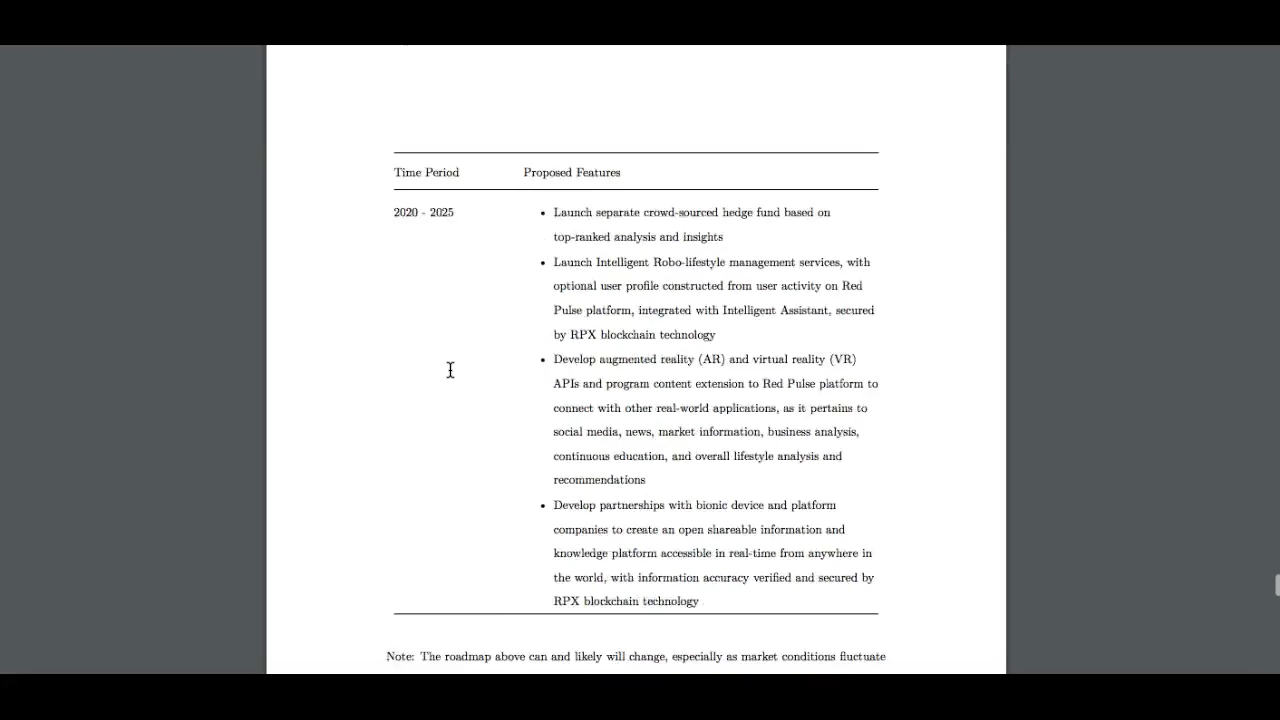 Time Period Proposed Features
2020 - 2025 • Launch separate crowd-sourced hedge fund based on
top-ranked analysis and insights
• Launch Intelligent Robo-lifestyle management services, with
optional user profile constructed from user activity on Red
Pulse platform, integrated with Intelligent Assistant, secured
by RPX blockchain technology
• Develop augmented reality (AR) and virtual reality (VR)
APIs and program content extension to Red Pulse platform to
connect with other real-world applications, as it pertains to
social media, news, market information, business analysis,
continuous education, and overall lifestyle analysis and
recommendations
• Develop partnerships with bionic device and platform
companies to create an open shareable information and
knowledge platform accessible in real-time from anywhere in
the world, with information accuracy verified and secured by
RPX blockchain technology
Note: The roadmap above can and likely will change, especially as market conditions fluctuate